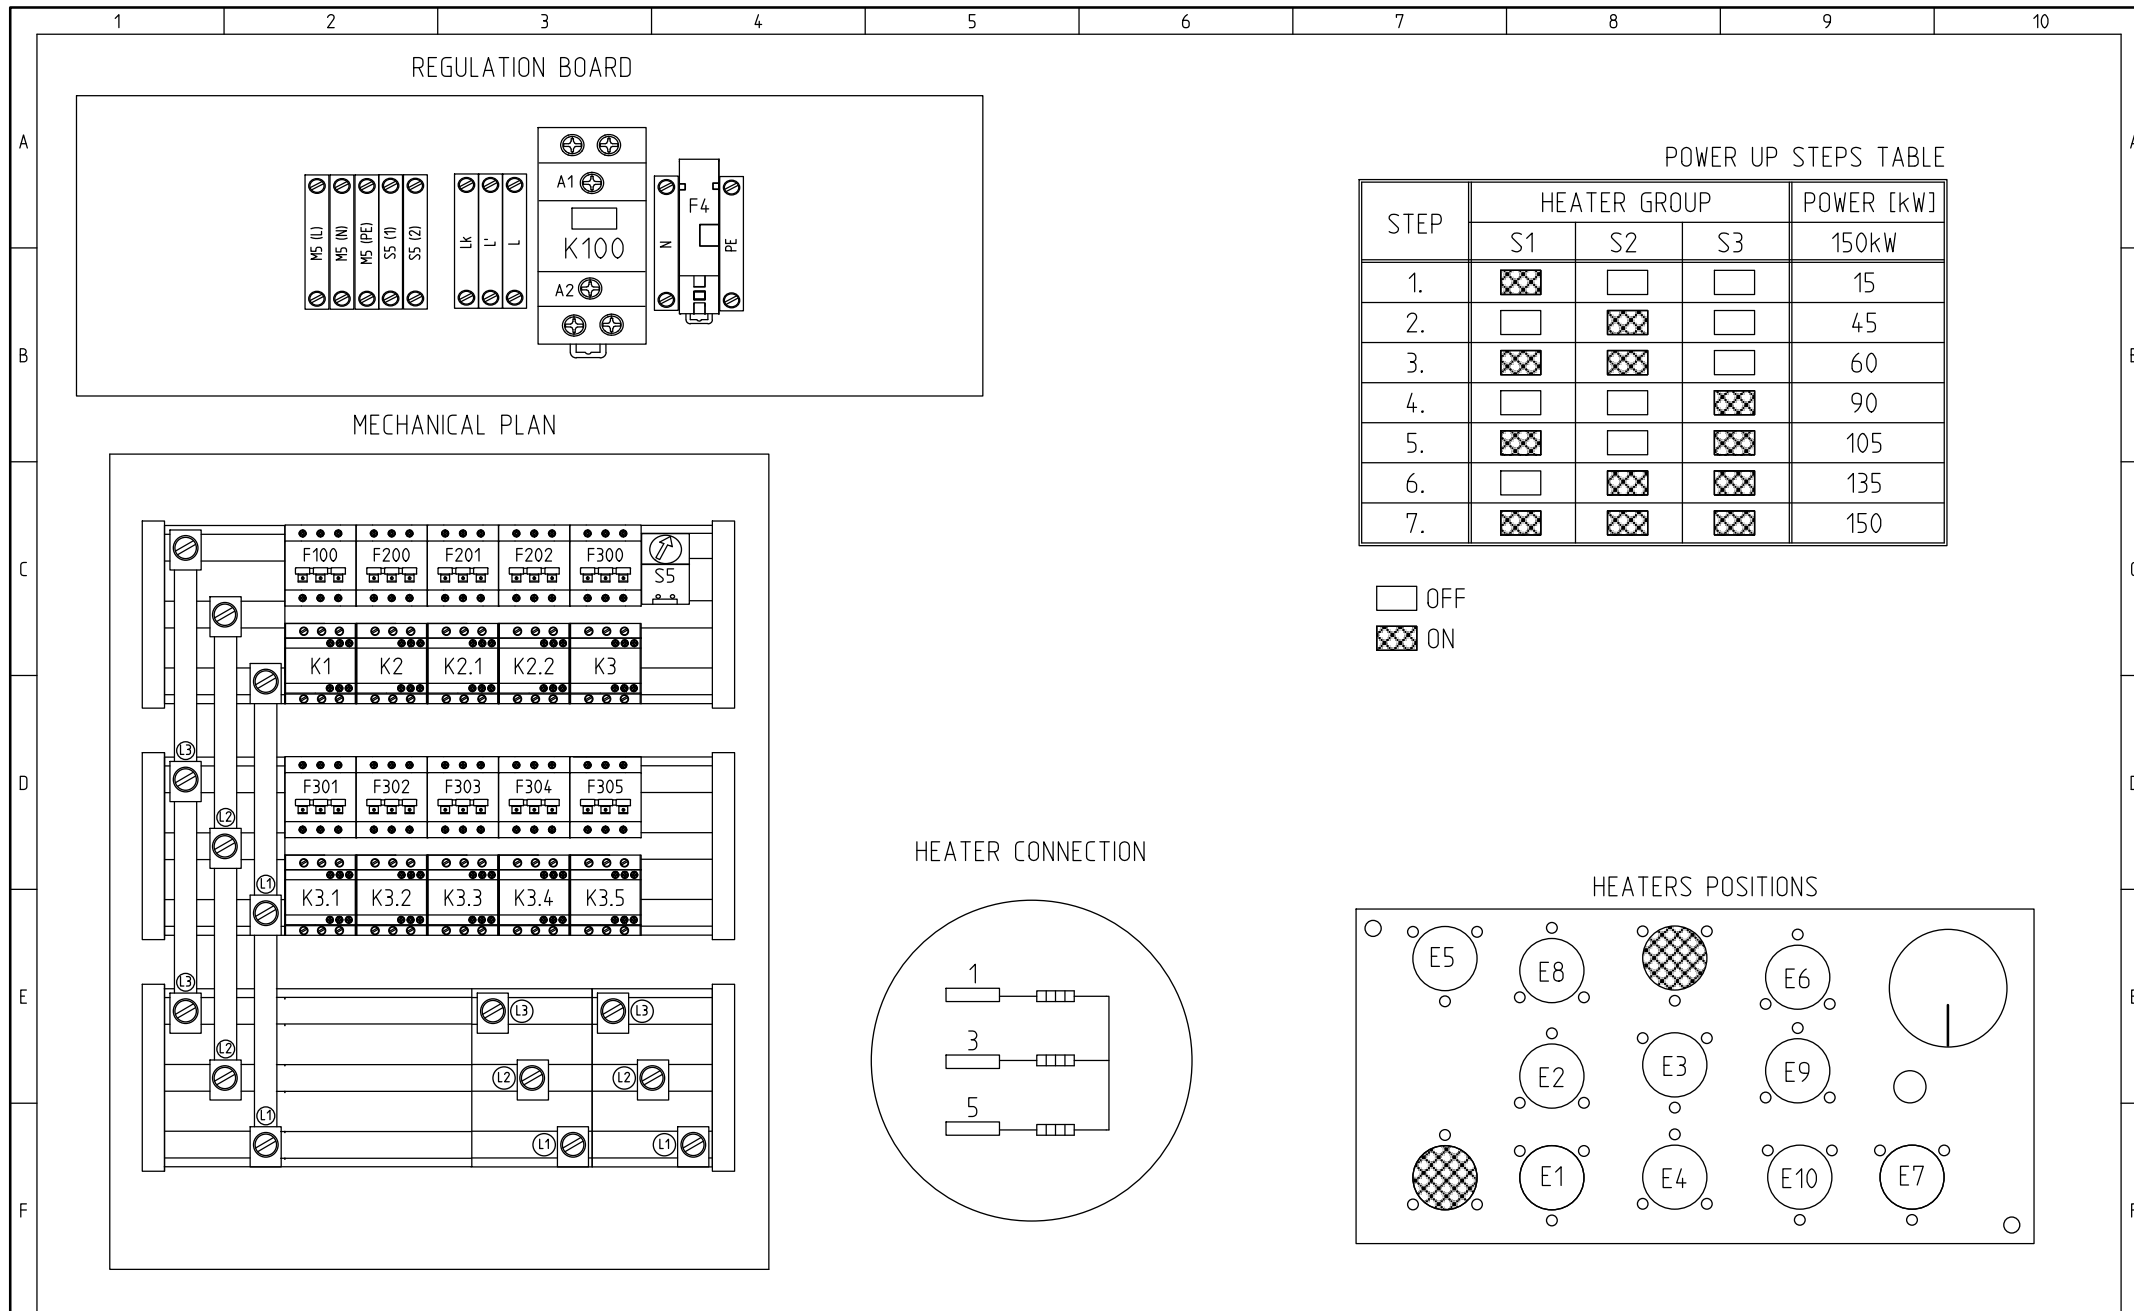 1 2 3 4 5 6 7 8 9 10
REGULATION BOARD
A
M5 (L) M5 (N) M5 (PE) S5 (1) S5 (2)
Lk L' L
A1
K100
A2
N
F4
PE
B
POWER UP STEPS TABLE
STEP HEATER GROUP POWER [kW]
S1 S2 S3 150kW
1. 15
2. 45
3. 60
4. 90
5. 105
6. 135
7. 150
OFF
ON
MECHANICAL PLAN
C
F100 F200 F201 F202 F300
S5
K1 K2 K2.1 K2.2 K3
L3
D
F301 F302 F303 F304 F305
L2
L1
K3.1 K3.2 K3.3 K3.4 K3.5
E
L3 L3 L3
L2 L2 L2
L1 L1 L1
F
HEATER CONNECTION
1
3
5
HEATERS POSITIONS
E5 E8 E6
E2 E3 E9
E1 E4 E10 E7